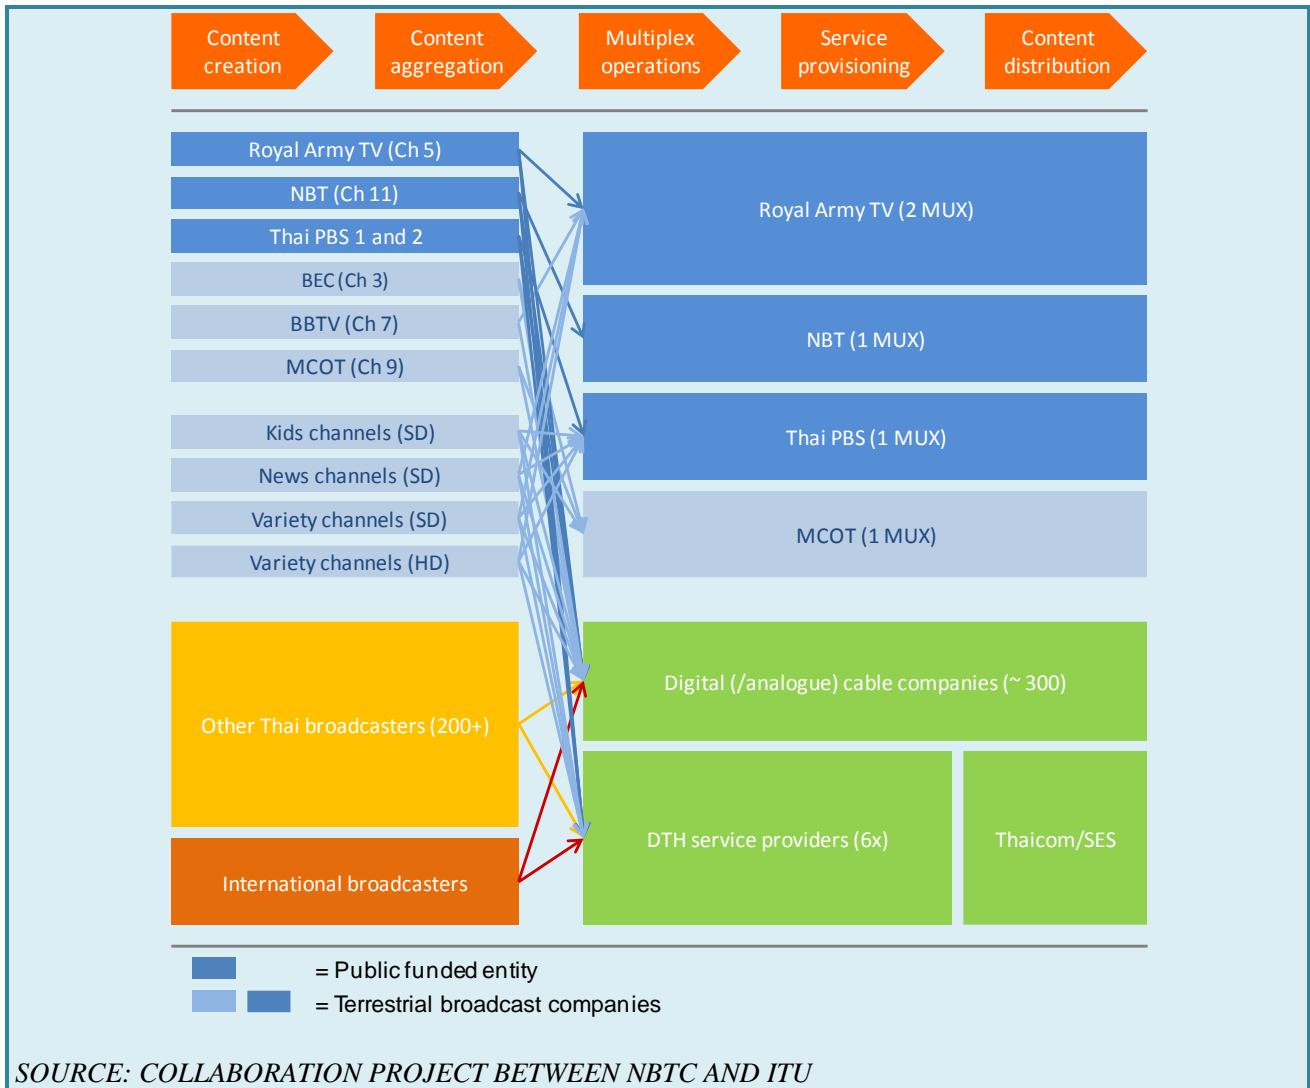 Content
creation
Content
aggregation
Multiplex
operations
Service
provisioning
Content
distribution
Royal Army TV (Ch 5)
NBT (Ch 11)
Thai PBS 1 and 2
BEC (Ch 3)
BBTV (Ch 7)
MCOT (Ch 9)
Kids channels (SD)
News channels (SD)
Variety channels (SD)
Variety channels (HD)
Other Thai broadcasters (200+)
International broadcasters
Royal Army TV (2 MUX)
NBT (1 MUX)
Thai PBS (1 MUX)
MCOT (1 MUX)
Digital (/analogue) cable companies (~ 300)
DTH service providers (6x)
Thaicom/SES
= Public funded entity
= Terrestrial broadcast companies
SOURCE: COLLABORATION PROJECT BETWEEN NBTC AND ITU